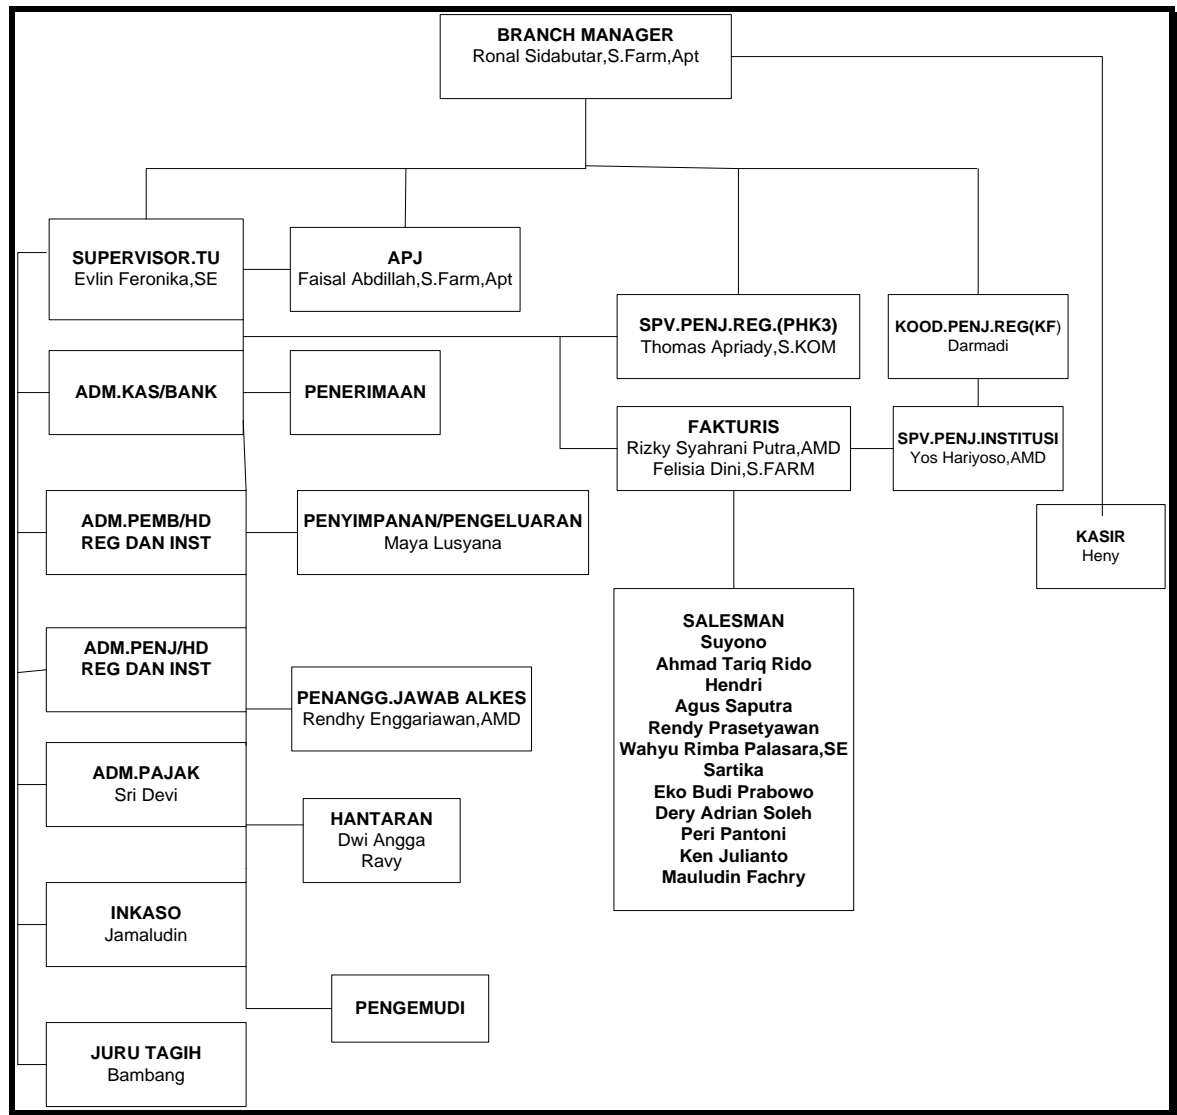 BRANCH MANAGER
Ronal Sidabutar,S.Farm,Apt
SUPERVISOR.TU
Evlin Feronika,SE
APJ
Faisal Abdillah,S.Farm,Apt
SPV.PENJ.REG.(PHK3)
Thomas Apriady,S.KOM
KOOD.PENJ.REG(KF)
Darmadi
ADM.KAS/BANK
PENERIMAAN
FAKTURIS
Rizky Syahrani Putra,AMD
Felisia Dini,S.FARM
SPV.PENJ.INSTITUSI
Yos Hariyoso,AMD
ADM.PEMB/HD
REG DAN INST
PENYIMPANAN/PENGELUARAN
Maya Lusyana
KASIR
Heny
ADM.PENJ/HD
REG DAN INST
PENANGG.JAWAB ALKES
Rendhy Enggariawan,AMD
SALESMAN
Suyono
Ahmad Tariq Rido
Hendri
Agus Saputra
Rendy Prasetyawan
Wahyu Rimba Palasara,SE
Sartika
Eko Budi Prabowo
Dery Adrian Soleh
Peri Pantoni
Ken Julianto
Mauludin Fachry
ADM.PAJAK
Sri Devi
HANTARAN
Dwi Angga
Ravy
INKASO
Jamaludin
PENGEMUDI
JURU TAGIH
Bambang